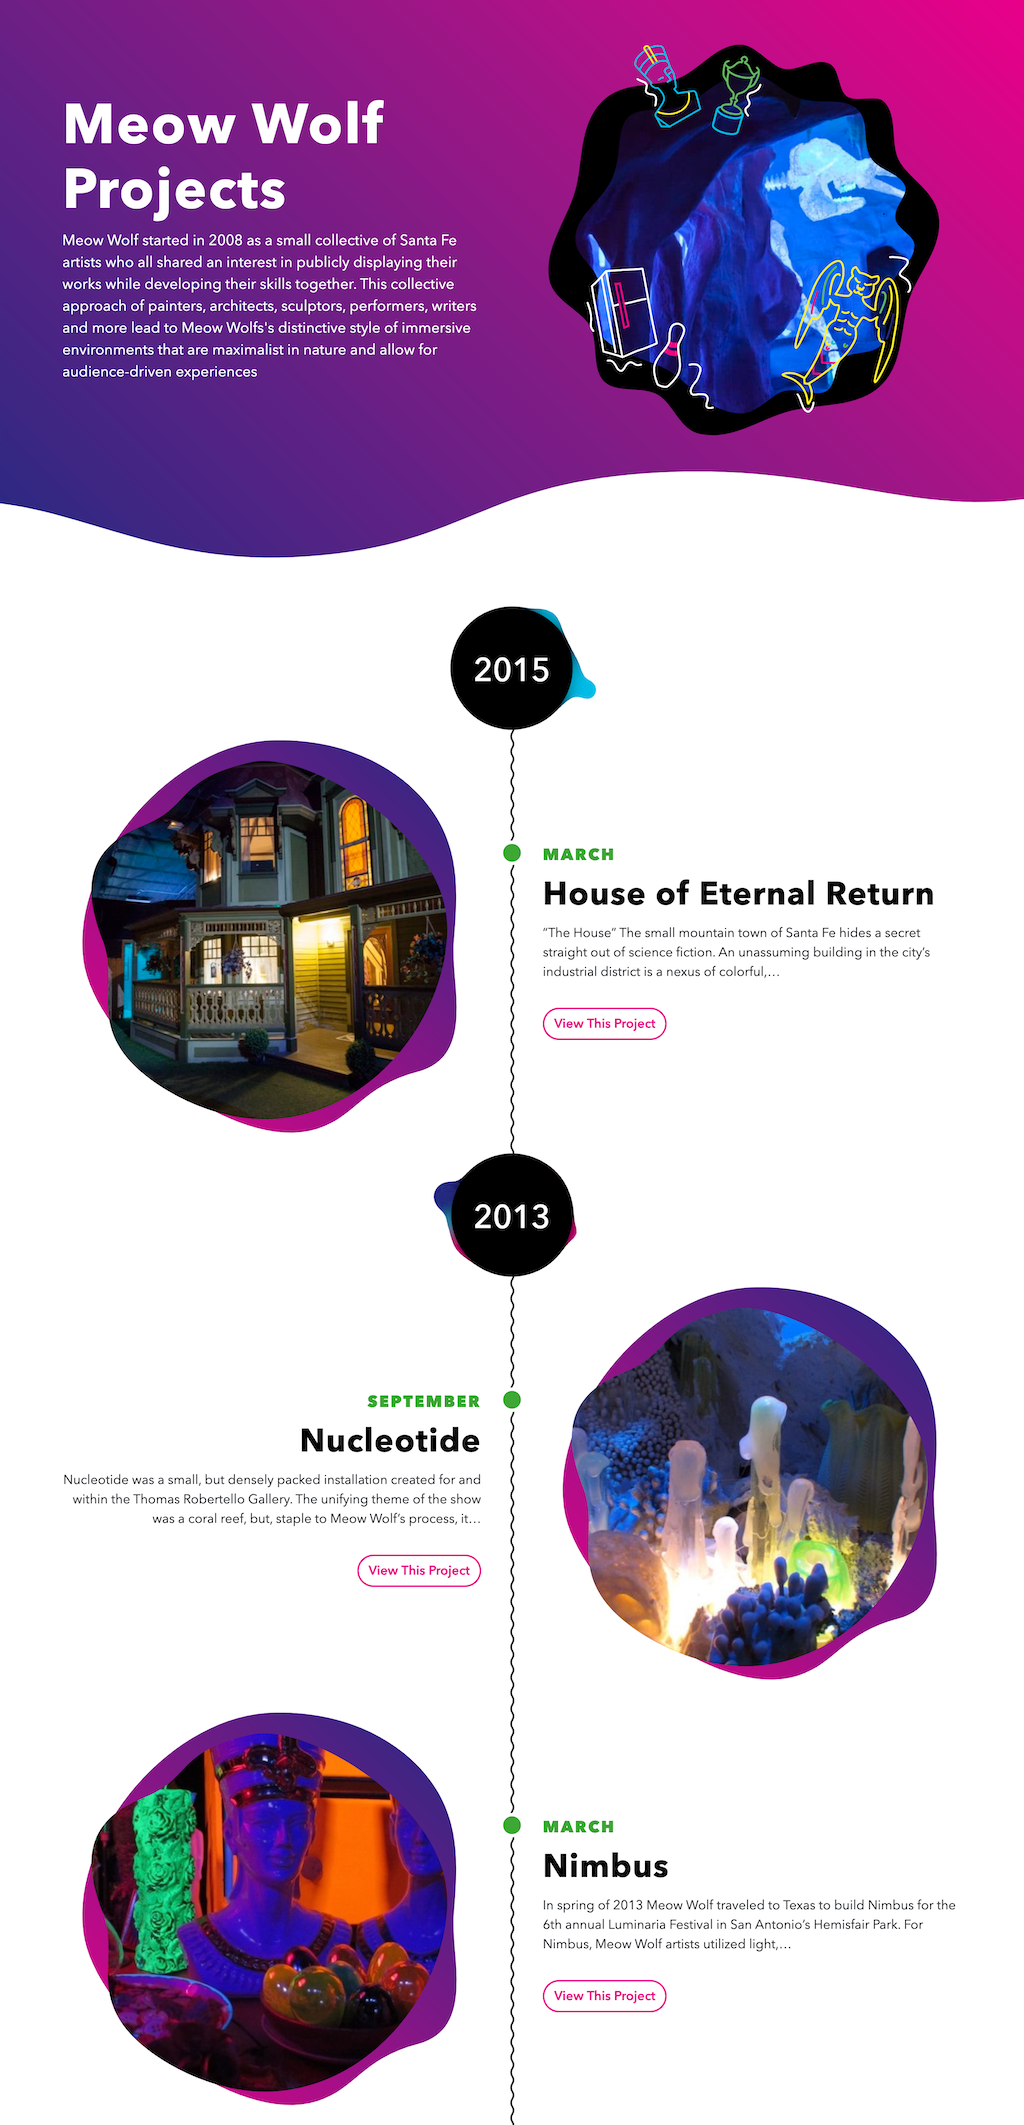 Meow Wolf
Projects
Meow Wolf started in 2008 as a small collective of Santa Fe
artists who all shared an interest in publicly displaying their
works while developing their skills together. This collective
approach of painters, architects, sculptors, performers, writers
and more lead to Meow Wolfs's distinctive style of immersive
environments that are maximalist in nature and allow for
audience-driven experiences
2015
MARCH
House of Eternal Return
“The House” The small mountain town of Santa Fe hides a secret
straight out of science fiction. An unassuming building in the city’s
industrial district is a nexus of colorful,…
View This Project
2013
SEPTEMBER
Nucleotide
Nucleotide was a small, but densely packed installation created for and
within the Thomas Robertello Gallery. The unifying theme of the show
was a coral reef, but, staple to Meow Wolf’s process, it…
View This Project
MARCH
Nimbus
In spring of 2013 Meow Wolf traveled to Texas to build Nimbus for the
6th annual Luminaria Festival in San Antonio’s Hemisfair Park. For
Nimbus, Meow Wolf artists utilized light,…
View This Project